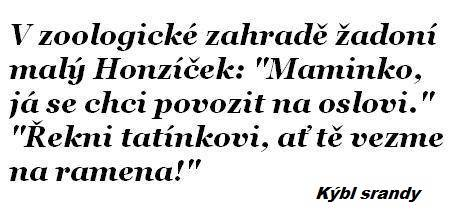 V zoologické zahradě žadoní
malý Honzíček: "Maminko,
já se chci povozit na oslovi."
"Řekni tatínkovi, ať tě vezme
na ramena!"
Kýbl srandy